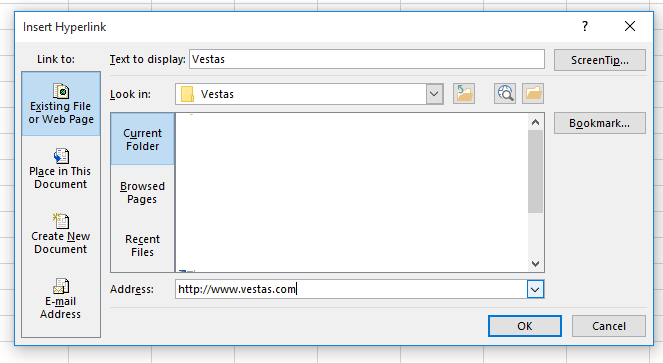 Insert Hyperlink
?
Link to:
Text to display:
Vestas
ScreenTip...
Existing File
or Web Page
Look in:
Vestas
Bookmark...
Current
Folder
Place in This
Document
Browsed
Pages
Create New
Document
Recent
Files
E-mail
Address
Address:
http://www.vestas.com
OK
Cancel